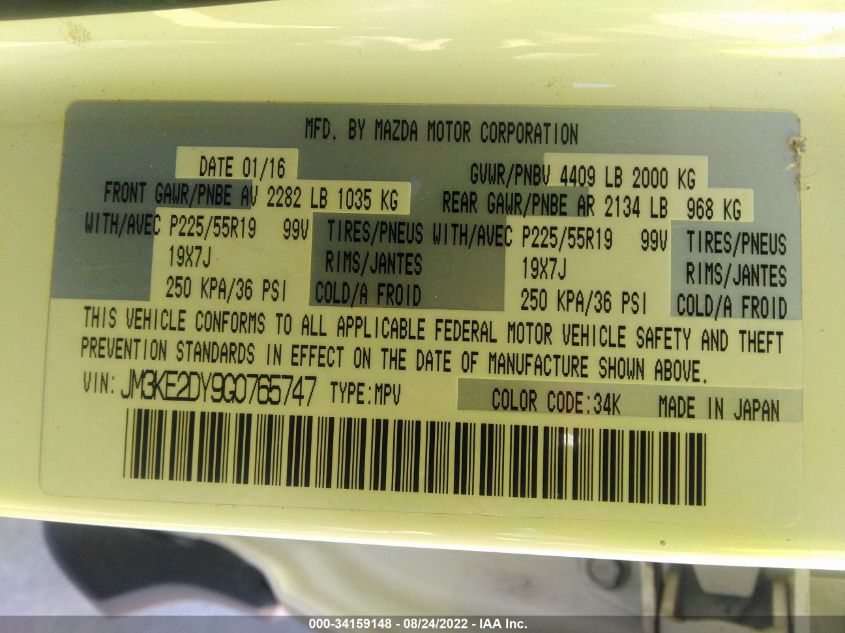 MFD. BY MAZDA MOTOR CORPORATION
DATE 01/16 GVWR/PNBV 4409 LB 2000 KG
FRONT GAWR/PNBE AV 2282 LB 1035 KG REAR GAWR/PNBE AR 2134 LB 968 KG
WITH/AVEC P225/55R19 99V TIRES/PNEUS WITH/AVEC P225/55R19 99V TIRES/PNEUS
19X7J RIMS/JANTES 19X7J RIMS/JANTES
250 KPA/36 PSI COLD/A FROID 250 KPA/36 PSI COLD/A FROID
THIS VEHICLE CONFORMS TO ALL APPLICABLE FEDERAL MOTOR VEHICLE SAFETY AND THEFT
PREVENTION STANDARDS IN EFFECT ON THE DATE OF MANUFACTURE SHOWN ABOVE.
VIN: JM3KE2DY9G0765747 TYPE:MPV COLOR CODE:34K MADE IN JAPAN
000-34159148 - 08/24/2022 - IAA Inc.